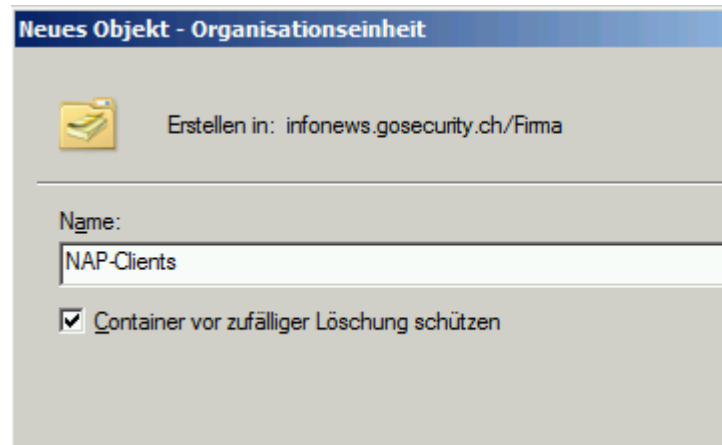 Neues Objekt - Organisationseinheit
Erstellen in: infonews.gosecurity.ch/Firma
Name:
NAP-Clients
Container vor zufälliger Löschung schützen